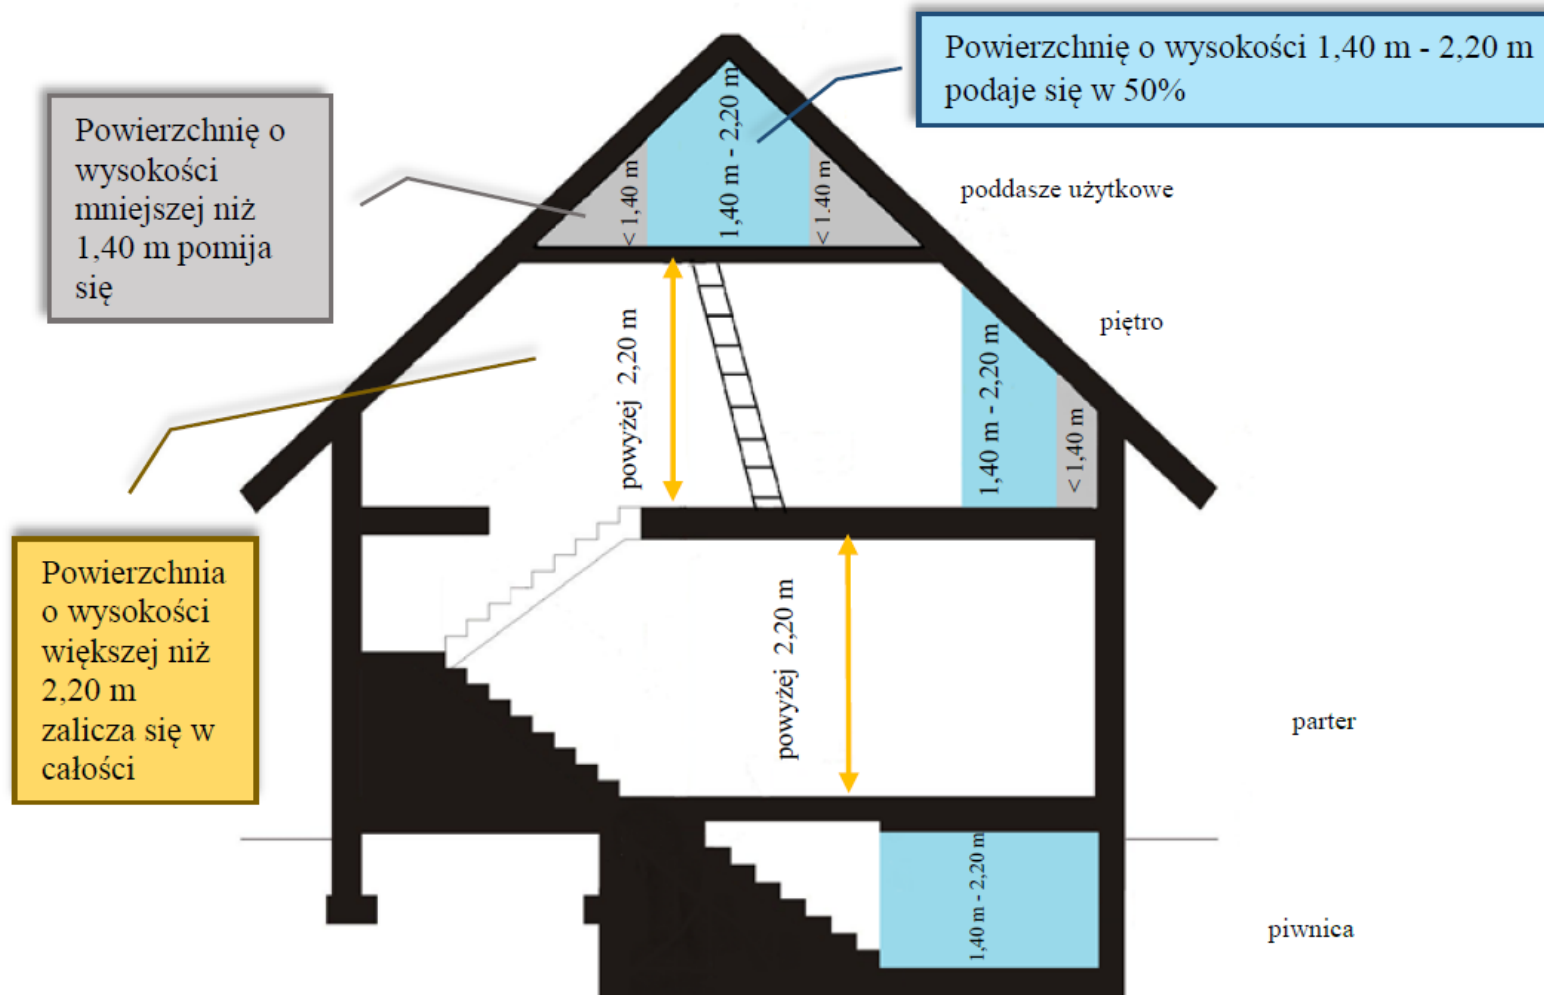 Powierzchnię o wysokości 1,40 m - 2,20 m
podaje się w 50%
Powierzchnię o
wysokości
mniejszej niż
1,40 m pomija
się
< 1,40 m
1,40 m - 2,20 m
< 1.40 m
poddasze użytkowe
powyżej 2,20 m
1,40 m - 2,20 m
< 1,40 m
piętro
Powierzchnia
o wysokości
większej niż
2,20 m
zalicza się w
całości
powyżej 2,20 m
parter
1,40 m - 2,20 m
piwnica